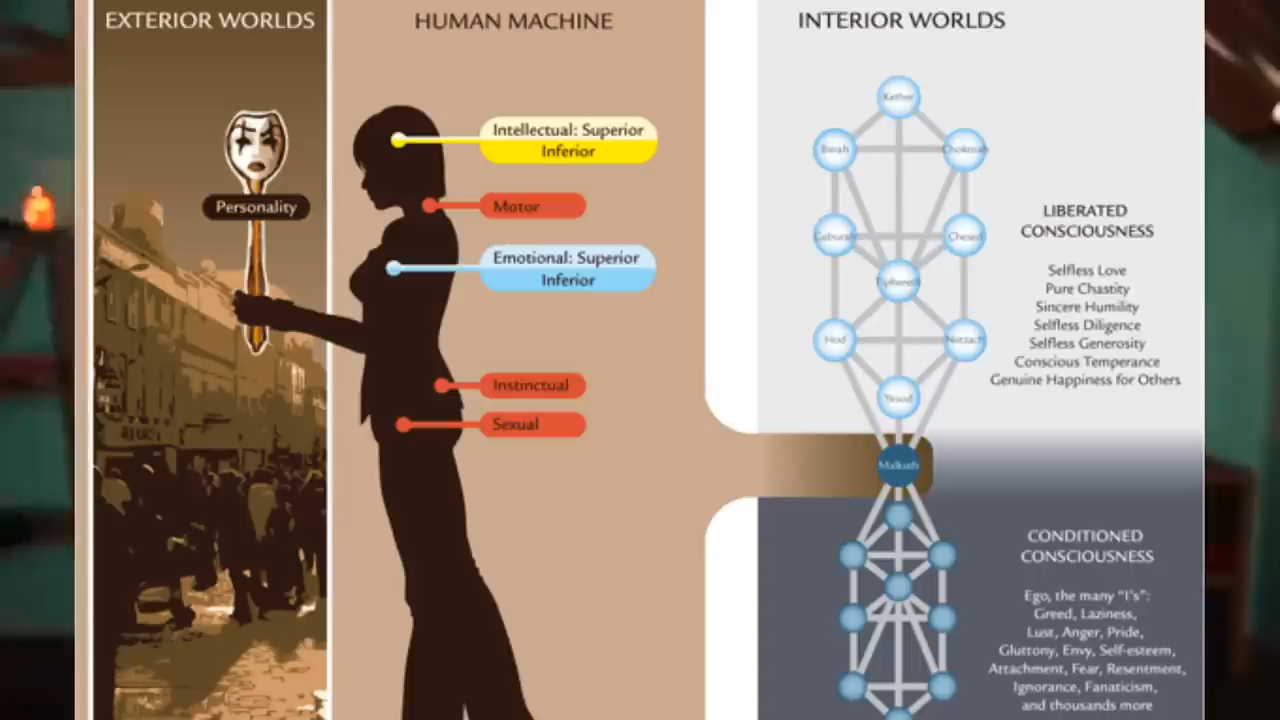 EXTERIOR WORLDS
HUMAN MACHINE
INTERIOR WORLDS
Personality
Intellectual: Superior
Inferior
Motor
Emotional: Superior
Inferior
Instinctual
Sexual
Kether
Binah
Chokmah
Geburah
Chesed
Tiphereth
Hod
Netzach
Yesod
Malkuth
LIBERATED
CONSCIOUSNESS
Selfless Love
Pure Chastity
Sincere Humility
Selfless Diligence
Selfless Generosity
Conscious Temperance
Genuine Happiness for Others
CONDITIONED
CONSCIOUSNESS
Ego, the many “I’s”:
Greed, Laziness,
Lust, Anger, Pride,
Gluttony, Envy, Self-esteem,
Attachment, Fear, Resentment,
Ignorance, Fanaticism,
and thousands more